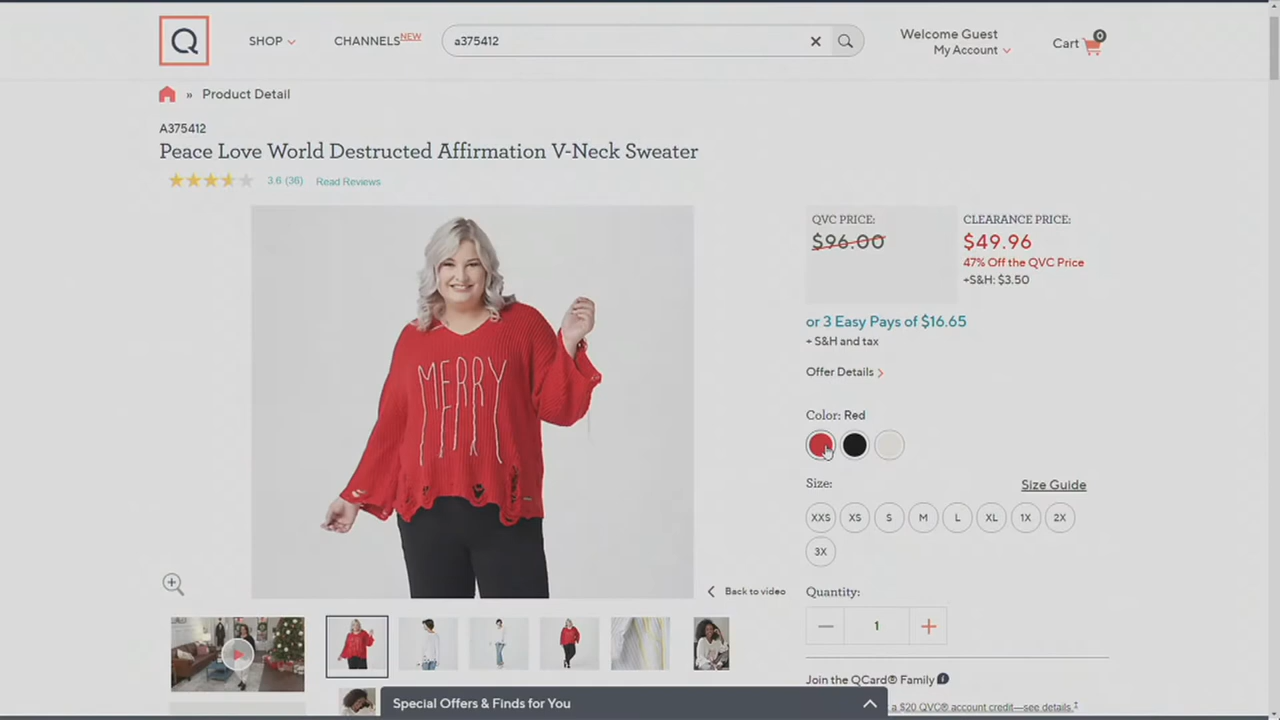 Q
SHOP
CHANNELS NEW
a375412
Welcome Guest
My Account
Cart 0
» Product Detail
A375412
Peace Love World Destructed Affirmation V-Neck Sweater
3.6 (36) Read Reviews
QVC PRICE:
$96.00
CLEARANCE PRICE:
$49.96
47% Off the QVC Price
+S&H: $3.50
or 3 Easy Pays of $16.65
+ S&H and tax
Offer Details
Color: Red
Size:
Size Guide
XXS XS S M L XL 1X 2X
3X
MERRY
Back to video
Quantity:
1
Join the QCard® Family
a $20 QVC® account credit—see details.‡
Special Offers & Finds for You